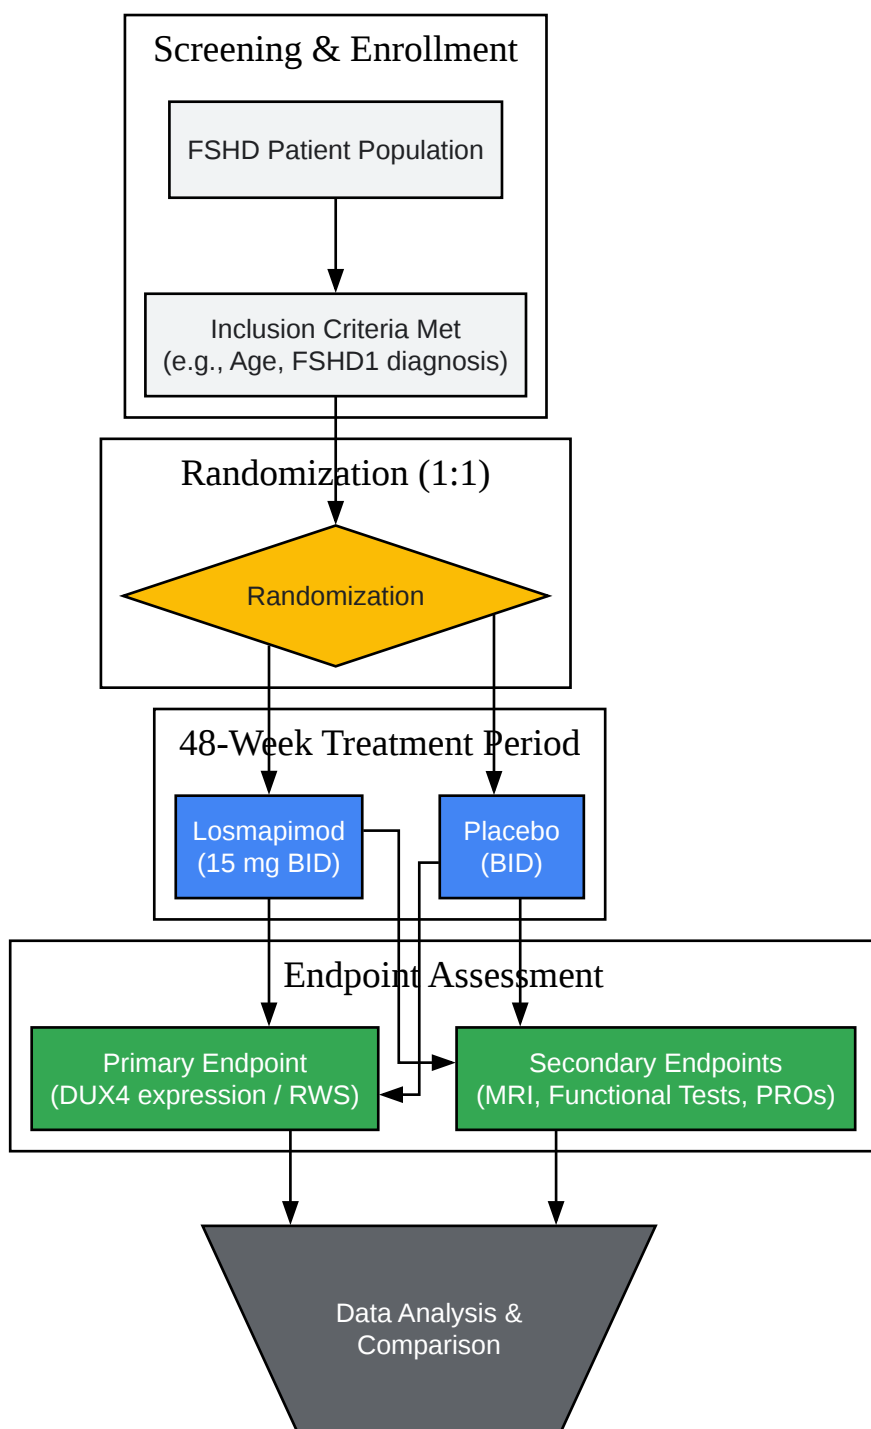 Screening & Enrollment
FSHD Patient Population
Inclusion Criteria Met
(e.g., Age, FSHD1 diagnosis)
Randomization (1:1)
Randomization
48-Week Treatment Period
Losmapimod
(15 mg BID)
Placebo
(BID)
Endpoint Assessment
Primary Endpoint
(DUX4 expression / RWS)
Secondary Endpoints
(MRI, Functional Tests, PROs)
Data Analysis &
Comparison